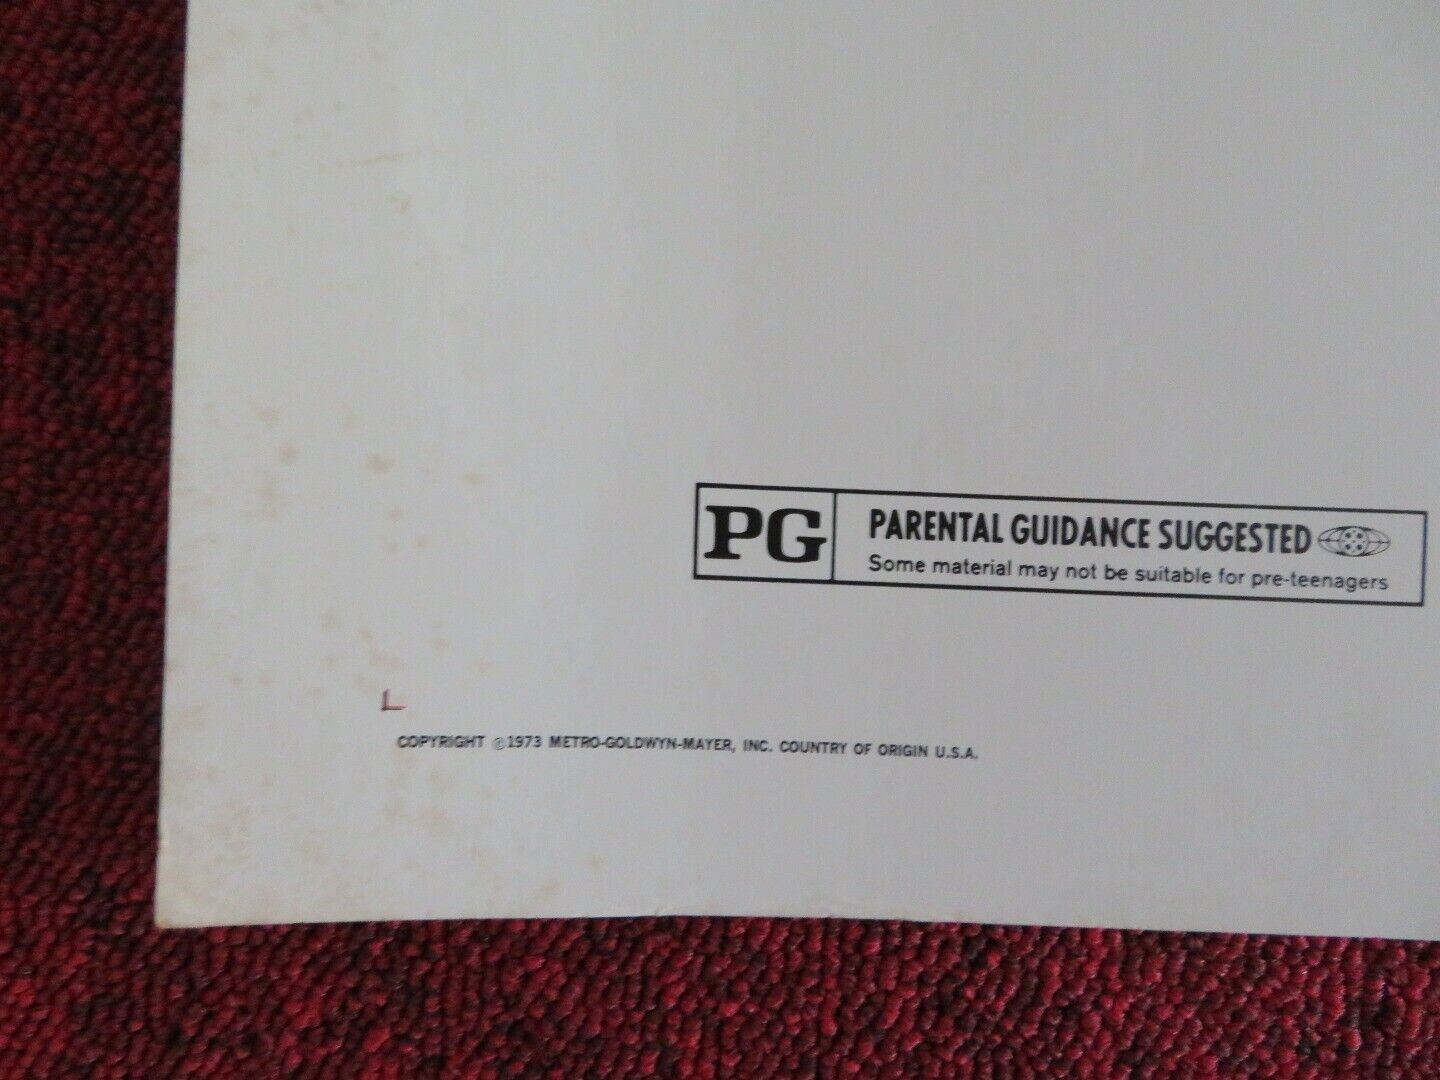 PG
PARENTAL GUIDANCE SUGGESTED
Some material may not be suitable for pre-teenagers
COPYRIGHT ©1973 METRO-GOLDWYN-MAYER, INC. COUNTRY OF ORIGIN U.S.A.